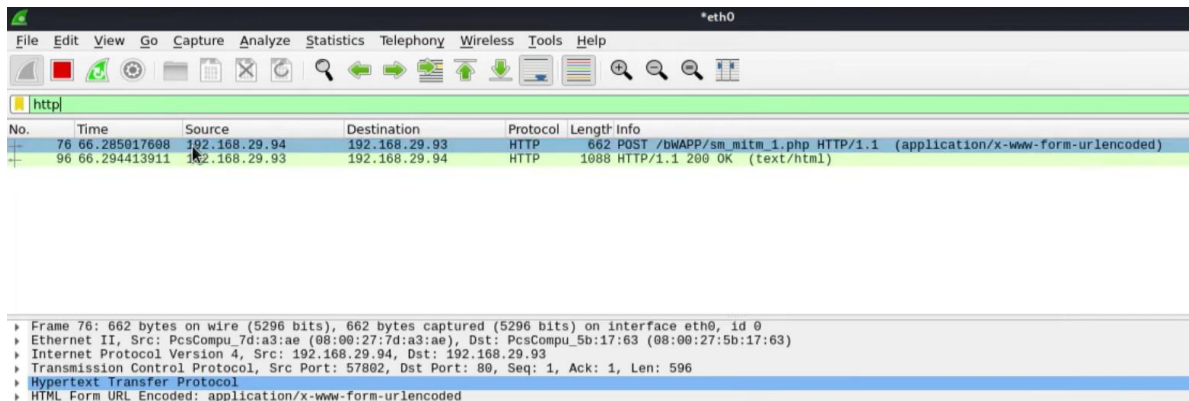 *eth0
File Edit View Go Capture Analyze Statistics Telephony Wireless Tools Help
http
No. Time Source Destination Protocol Length Info
76 66.285017608 192.168.29.94 192.168.29.93 HTTP 662 POST /bWAPP/sm_mitm_1.php HTTP/1.1 (application/x-www-form-urlencoded)
96 66.294413911 192.168.29.93 192.168.29.94 HTTP 1088 HTTP/1.1 200 OK (text/html)
Frame 76: 662 bytes on wire (5296 bits), 662 bytes captured (5296 bits) on interface eth0, id 0
Ethernet II, Src: PcsCompu_7d:a3:ae (08:00:27:7d:a3:ae), Dst: PcsCompu_5b:17:63 (08:00:27:5b:17:63)
Internet Protocol Version 4, Src: 192.168.29.94, Dst: 192.168.29.93
Transmission Control Protocol, Src Port: 57802, Dst Port: 80, Seq: 1, Ack: 1, Len: 596
Hypertext Transfer Protocol
HTML Form URL Encoded: application/x-www-form-urlencoded